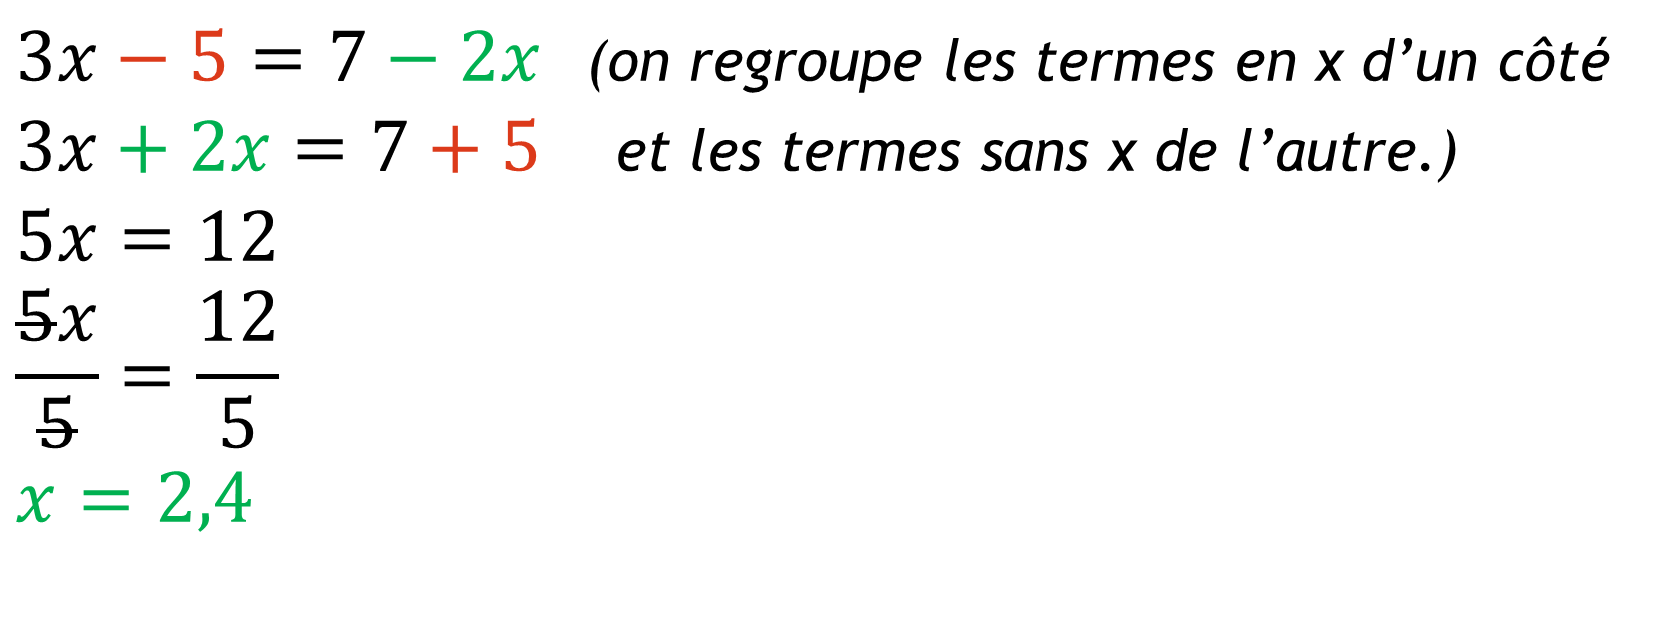 3x − 5 = 7 − 2x (on regroupe les termes en x d’un côté
3x + 2x = 7 + 5 et les termes sans x de l’autre.)
5x = 12
5x/5 = 12/5
x = 2,4